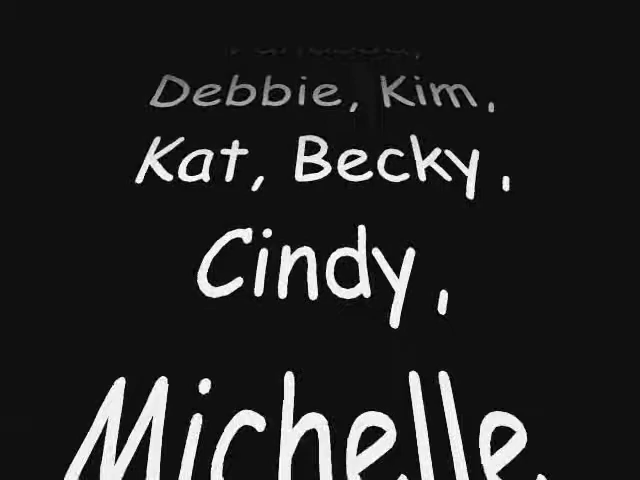 Debbie, Kim,
Kat, Becky,
Cindy,
Michelle,